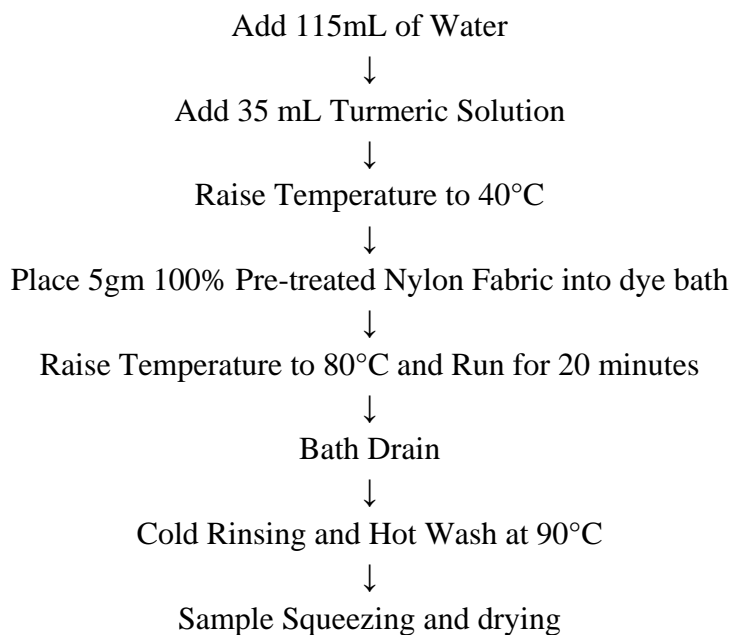 Add 115mL of Water
↓
Add 35 mL Turmeric Solution
↓
Raise Temperature to 40°C
↓
Place 5gm 100% Pre-treated Nylon Fabric into dye bath
↓
Raise Temperature to 80°C and Run for 20 minutes
↓
Bath Drain
↓
Cold Rinsing and Hot Wash at 90°C
↓
Sample Squeezing and drying